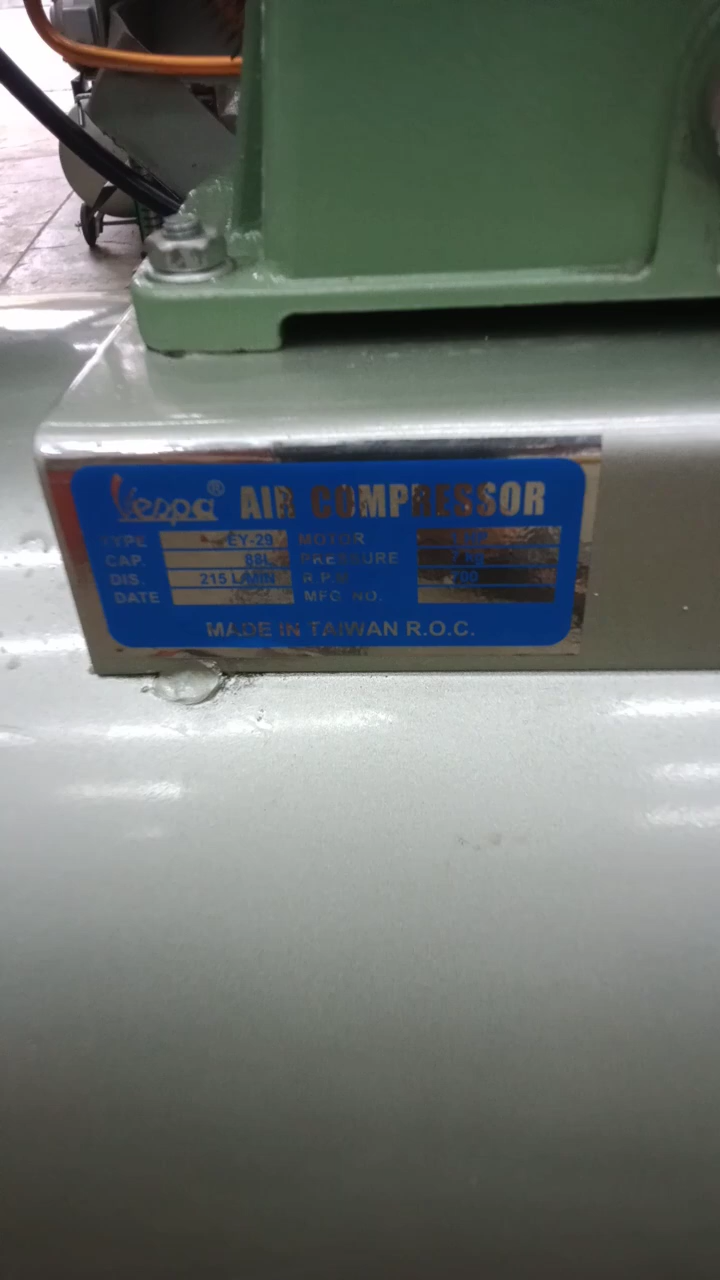 Vespa® AIR COMPRESSOR
TYPE EY-29 MOTOR
CAP. 88L PRESSURE
DIS. 215 L/MIN R.P.M 700
DATE MFG NO.
MADE IN TAIWAN R.O.C.